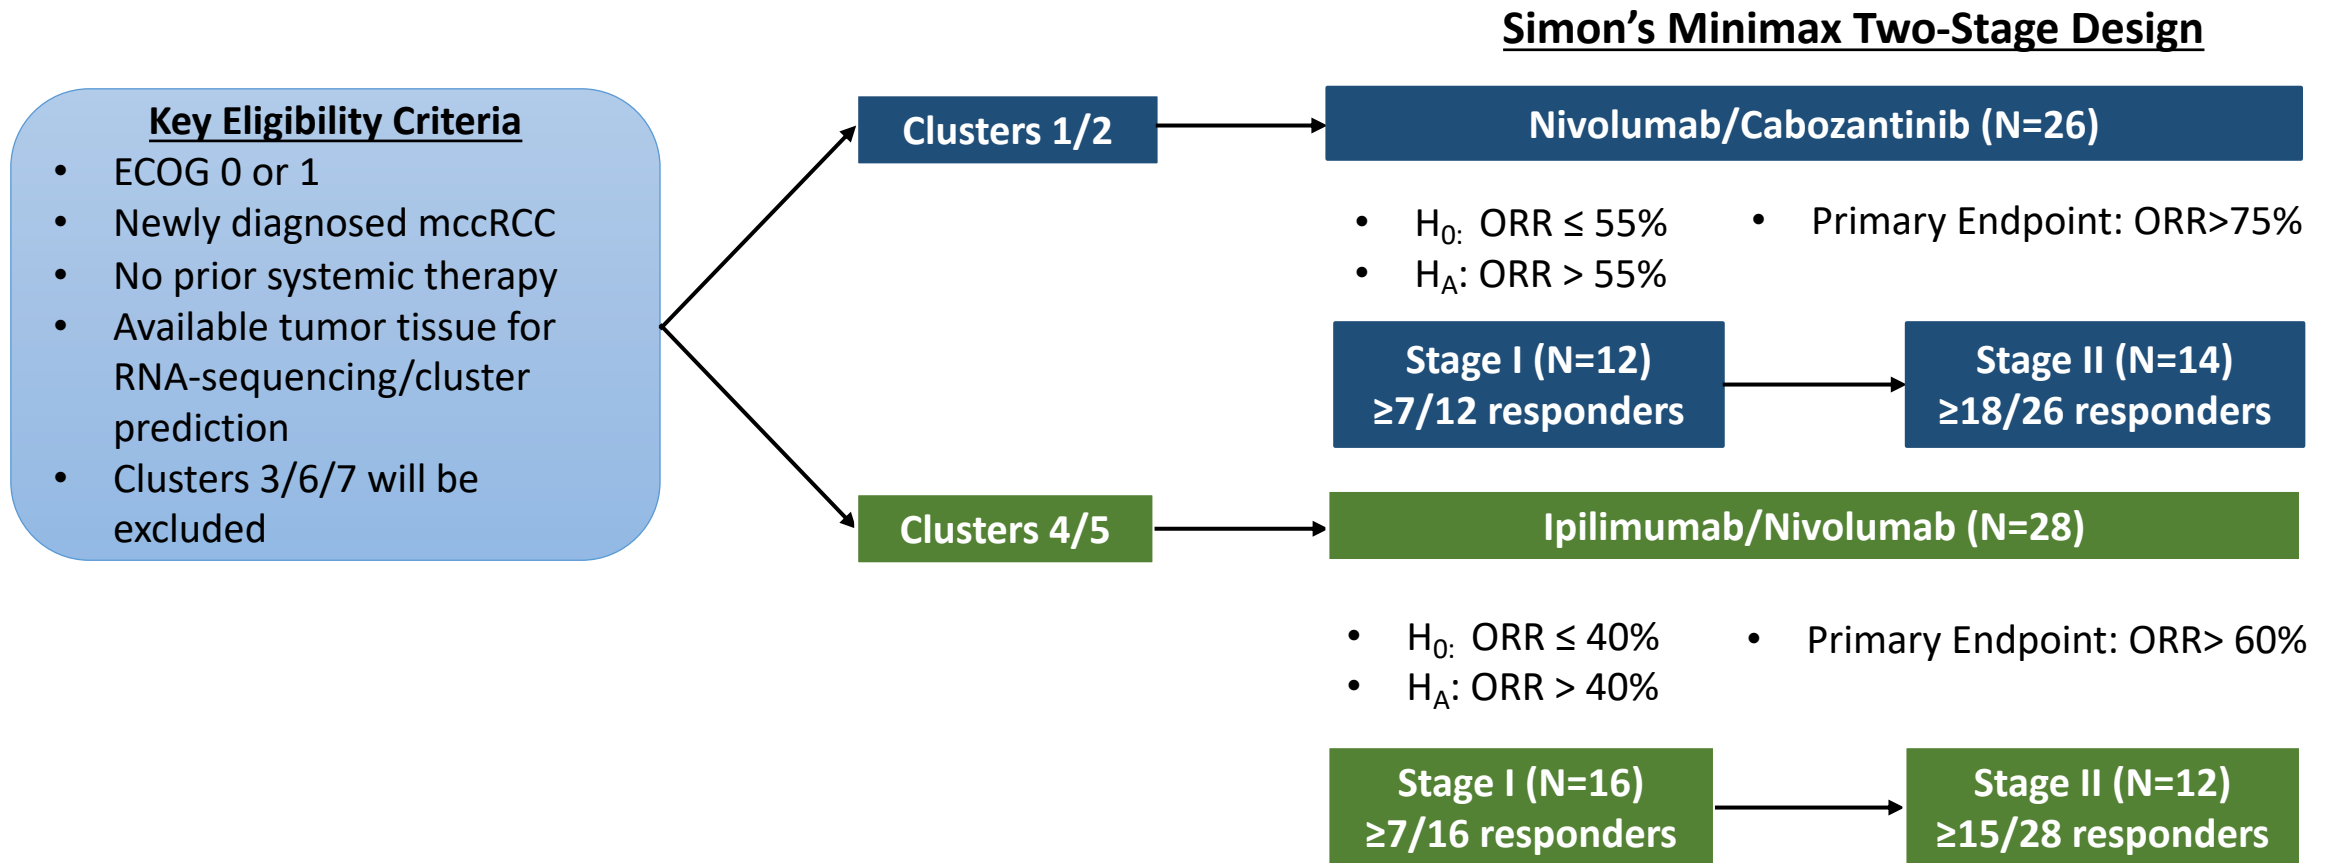 Simon's Minimax Two-Stage Design
Key Eligibility Criteria
• ECOG 0 or 1
• Newly diagnosed mccRCC
• No prior systemic therapy
• Available tumor tissue for
RNA-sequencing/cluster
prediction
• Clusters 3/6/7 will be
excluded
Clusters 1/2
Nivolumab/Cabozantinib (N=26)
• H0: ORR ≤ 55%
• HA: ORR > 55%
• Primary Endpoint: ORR>75%
Stage I (N=12)
≥7/12 responders
Stage II (N=14)
≥18/26 responders
Clusters 4/5
Ipilimumab/Nivolumab (N=28)
• H0: ORR ≤ 40%
• HA: ORR > 40%
• Primary Endpoint: ORR> 60%
Stage I (N=16)
≥7/16 responders
Stage II (N=12)
≥15/28 responders